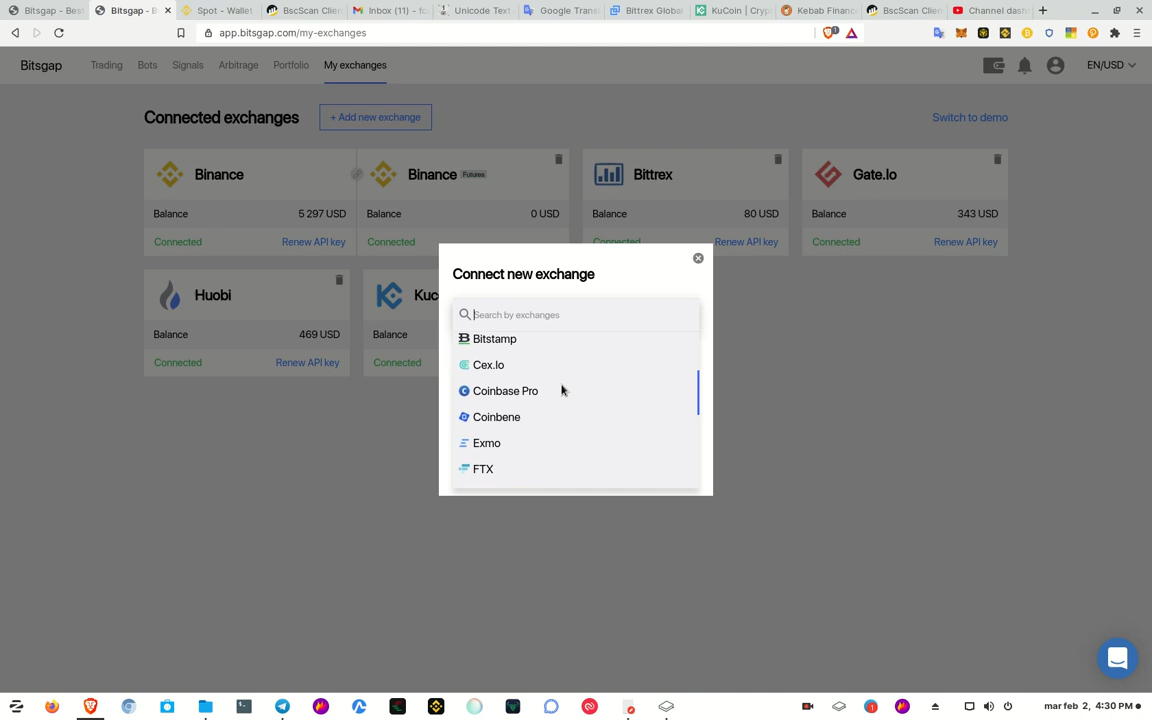 Bitsgap - Bes
Bitsgap - B
Spot - Wallet
BscScan Clien
Inbox (11) - fc
Unicode Text
Google Trans
Bittrex Globa
KuCoin | Cryp
Kebab Financ
BscScan Clien
Channel dash
app.bitsgap.com/my-exchanges
Bitsgap
Trading
Bots
Signals
Arbitrage
Portfolio
My exchanges
EN/USD
Connected exchanges
+ Add new exchange
Switch to demo
Binance
Binance Futures
Bittrex
Gate.Io
Balance 5 297 USD
Balance 0 USD
Balance 80 USD
Balance 343 USD
Connected Renew API key
Connected
Connected Renew API key
Connected Renew API key
Huobi
Kuc
Balance 469 USD
Balance
Connected Renew API key
Connected
Connect new exchange
Search by exchanges
Bitstamp
Cex.Io
Coinbase Pro
Coinbene
Exmo
FTX
mar feb 2, 4:30 PM